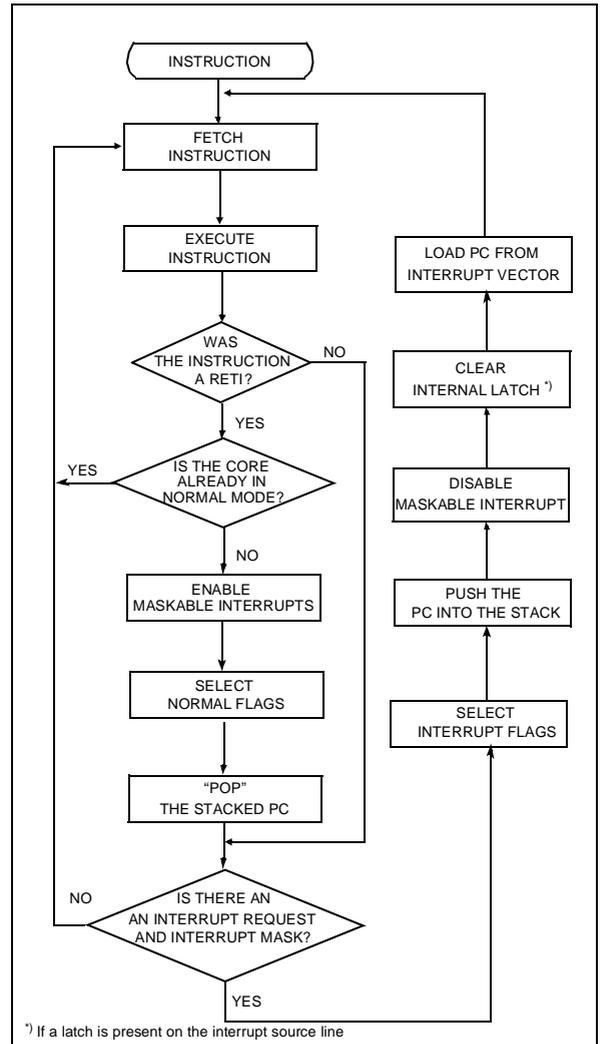 INSTRUCTION
FETCH
INSTRUCTION
EXECUTE
INSTRUCTION
WAS
THE INSTRUCTION
A RETI?
NO
YES
IS THE CORE
ALREADY IN
NORMAL MODE?
YES
NO
ENABLE
MASKABLE INTERRUPTS
SELECT
NORMAL FLAGS
“POP”
THE STACKED PC
IS THERE AN
AN INTERRUPT REQUEST
AND INTERRUPT MASK?
NO
YES
SELECT
INTERRUPT FLAGS
PUSH THE
PC INTO THE STACK
DISABLE
MASKABLE INTERRUPT
CLEAR
INTERNAL LATCH *)
LOAD PC FROM
INTERRUPT VECTOR
*) If a latch is present on the interrupt source line